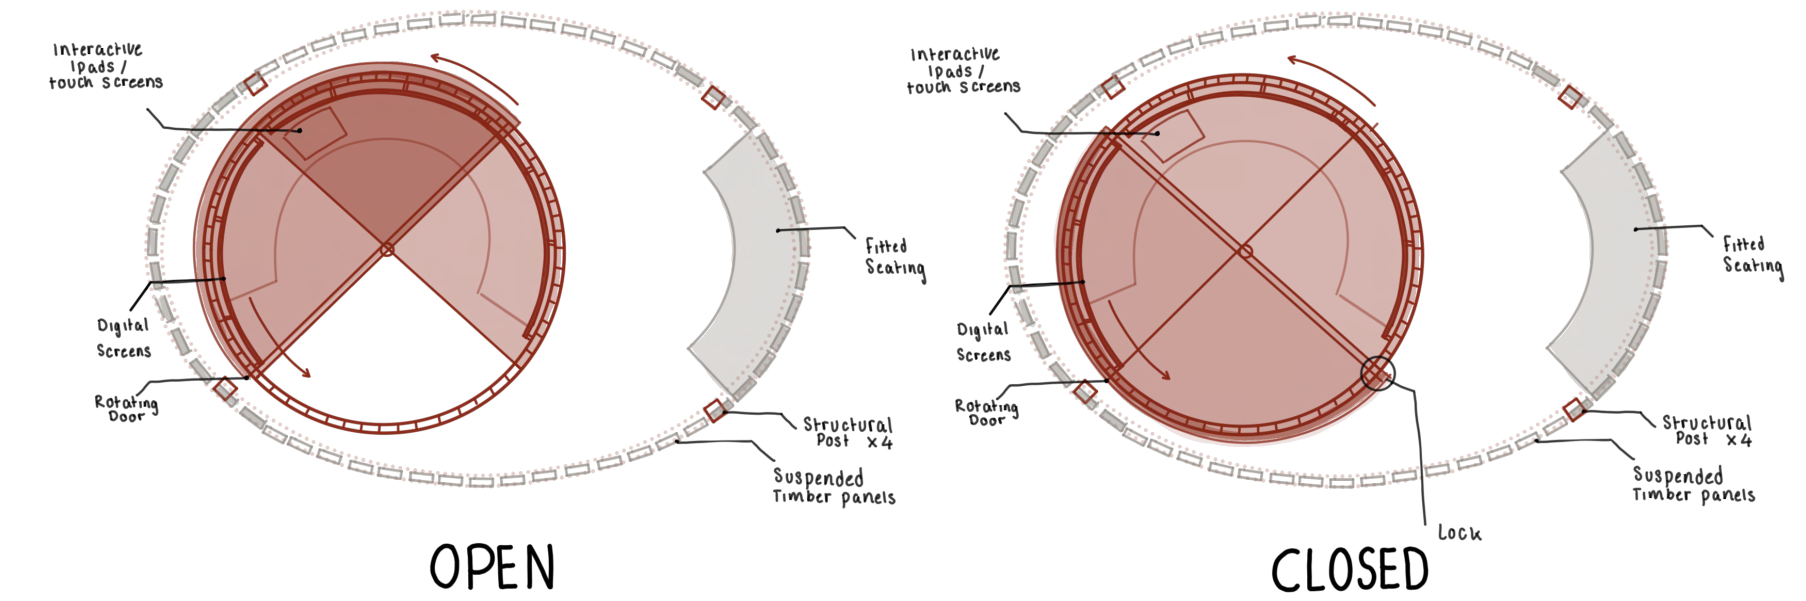 Interactive
Ipads /
touch screens
Digital
Screens
Rotating
Door
Fitted
Seating
Structural
Post x4
Suspended
Timber panels
OPEN
Interactive
Ipads /
touch screens
Digital
Screens
Rotating
Door
Fitted
Seating
Structural
Post x4
Suspended
Timber panels
Lock
CLOSED